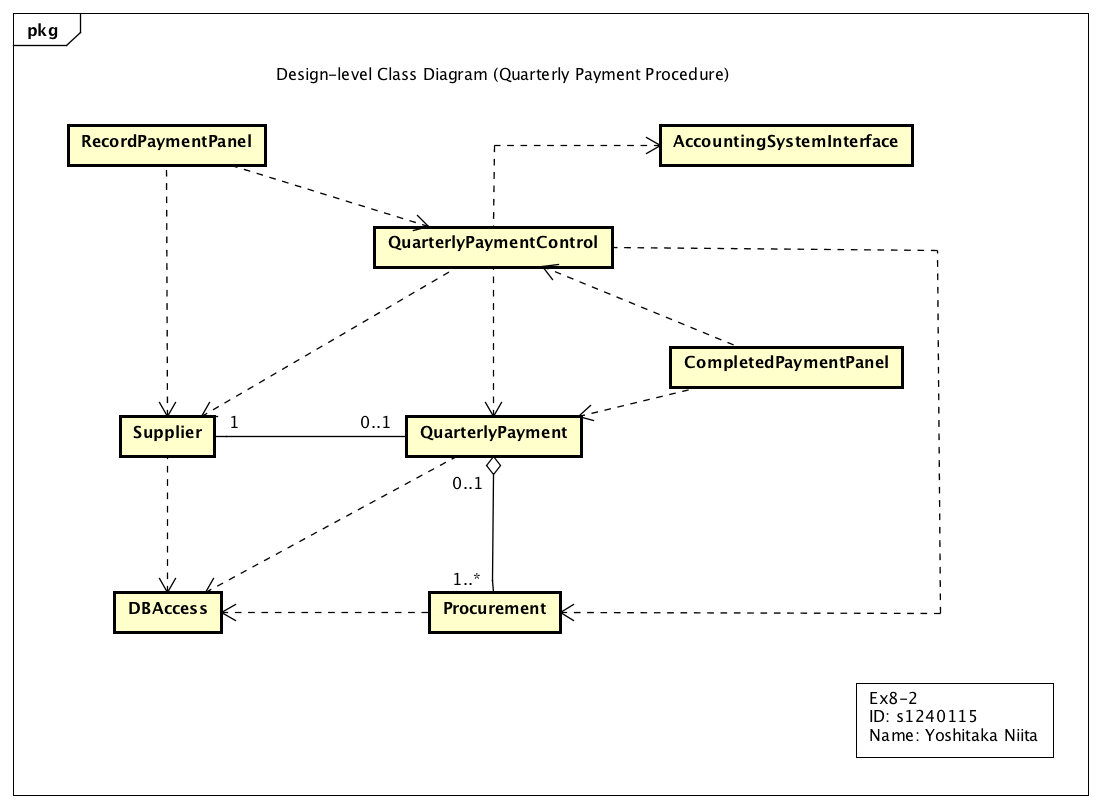 pkg
Design-level Class Diagram (Quarterly Payment Procedure)
RecordPaymentPanel
AccountingSystemInterface
QuarterlyPaymentControl
CompletedPaymentPanel
Supplier
1
0..1
QuarterlyPayment
0..1
1..*
DBAccess
Procurement
Ex8-2
ID: s1240115
Name: Yoshitaka Niita